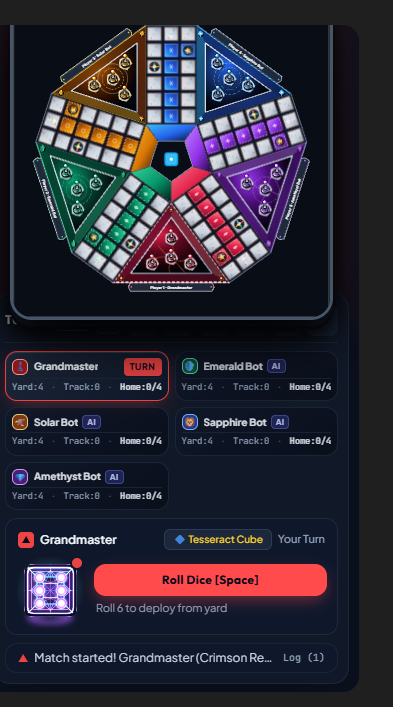 Player 1 - Grandmaster
Grandmaster
TURN
Yard:4 · Track:0 · Home:0/4
Emerald Bot
AI
Yard:4 · Track:0 · Home:0/4
Solar Bot
AI
Yard:4 · Track:0 · Home:0/4
Sapphire Bot
AI
Yard:4 · Track:0 · Home:0/4
Amethyst Bot
AI
Yard:4 · Track:0 · Home:0/4
Grandmaster
Tesseract Cube
Your Turn
Roll Dice [Space]
Roll 6 to deploy from yard
Match started! Grandmaster (Crimson Re...
Log (1)